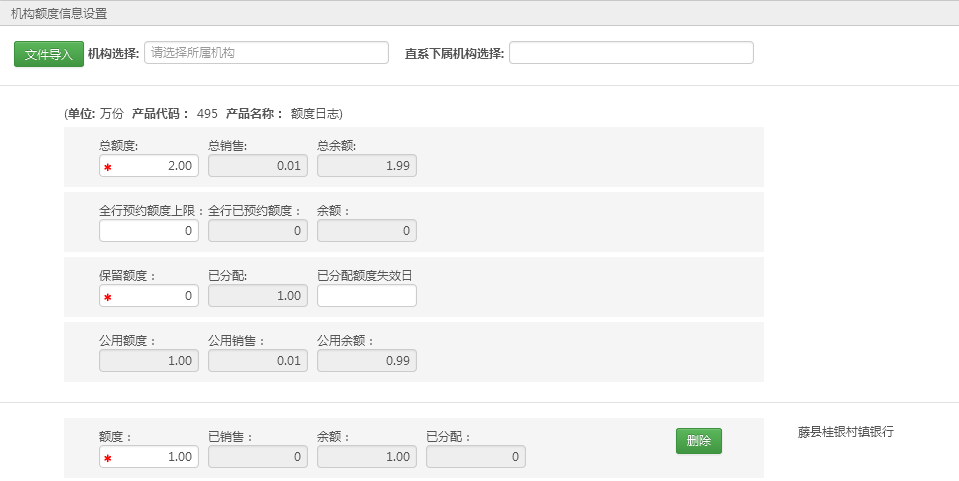 机构额度信息设置
文件导入 机构选择: 请选择所属机构 直系下属机构选择:
(单位: 万份 产品代码： 495 产品名称： 额度日志)
总额度: 总销售: 总余额:
* 2.00 0.01 1.99
全行预约额度上限： 全行已预约额度： 余额：
0 0 0
保留额度： 已分配: 已分配额度失效日
* 0 1.00
公用额度： 公用销售： 公用余额：
1.00 0.01 0.99
额度： 已销售： 余额： 已分配： 删除 藤县桂银村镇银行
* 1.00 0 1.00 0